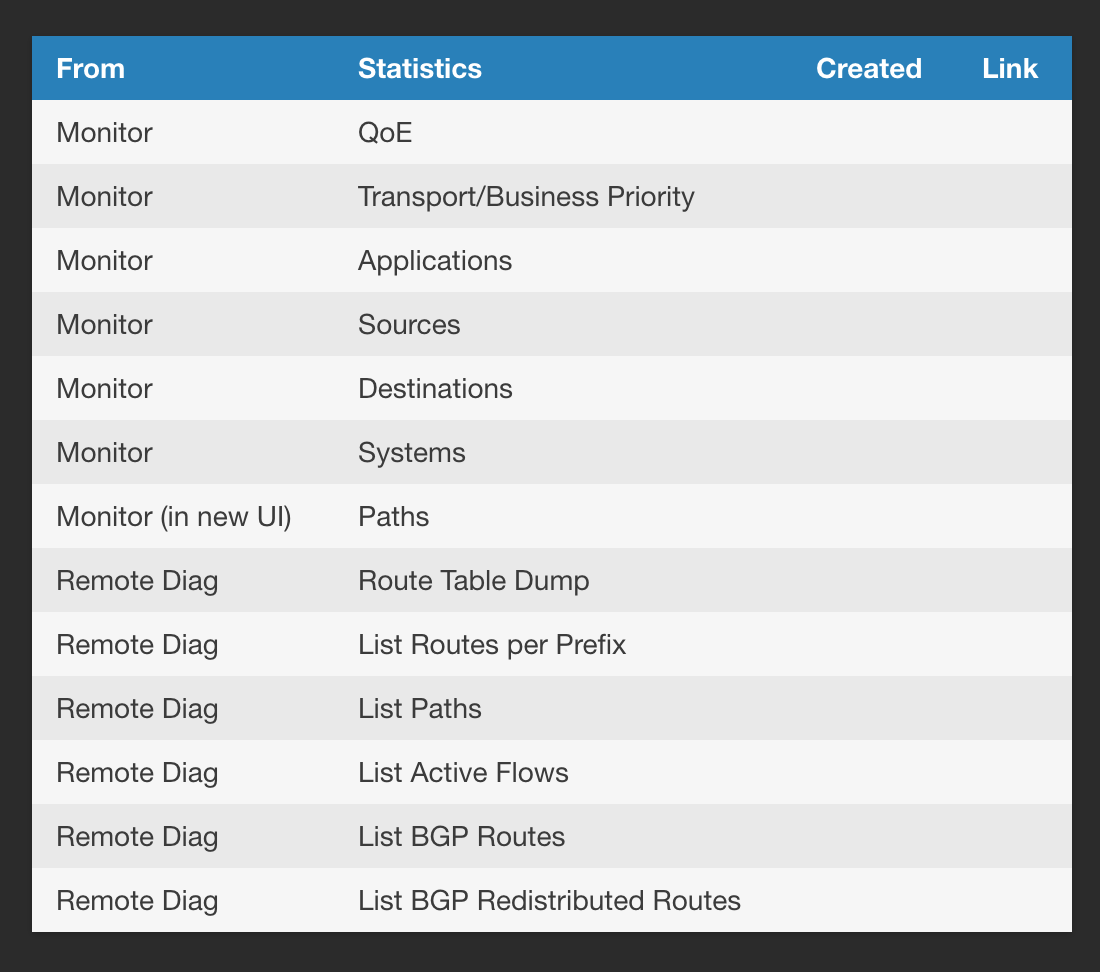 From Statistics Created Link
Monitor QoE
Monitor Transport/Business Priority
Monitor Applications
Monitor Sources
Monitor Destinations
Monitor Systems
Monitor (in new UI) Paths
Remote Diag Route Table Dump
Remote Diag List Routes per Prefix
Remote Diag List Paths
Remote Diag List Active Flows
Remote Diag List BGP Routes
Remote Diag List BGP Redistributed Routes